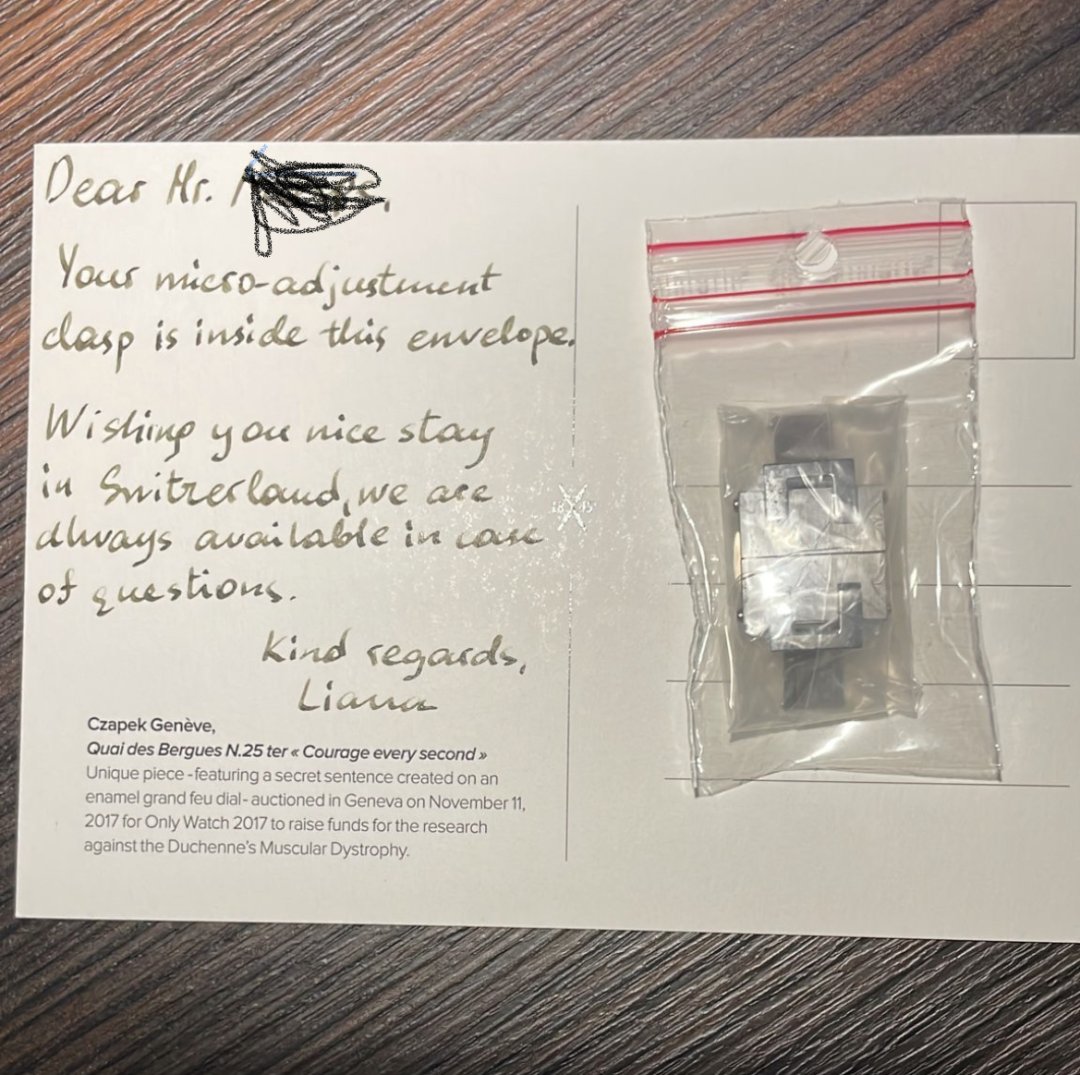 Dear Mr.
Your micro-adjustment
clasp is inside this envelope.
Wishing you nice stay
in Switzerland, we are
always available in case
of questions.
Kind regards,
Liana
Czapek Genève,
Quai des Bergues N.25 ter « Courage every second »
Unique piece - featuring a secret sentence created on an
enamel grand feu dial - auctioned in Geneva on November 11,
2017 for Only Watch 2017 to raise funds for the research
against the Duchenne's Muscular Dystrophy.